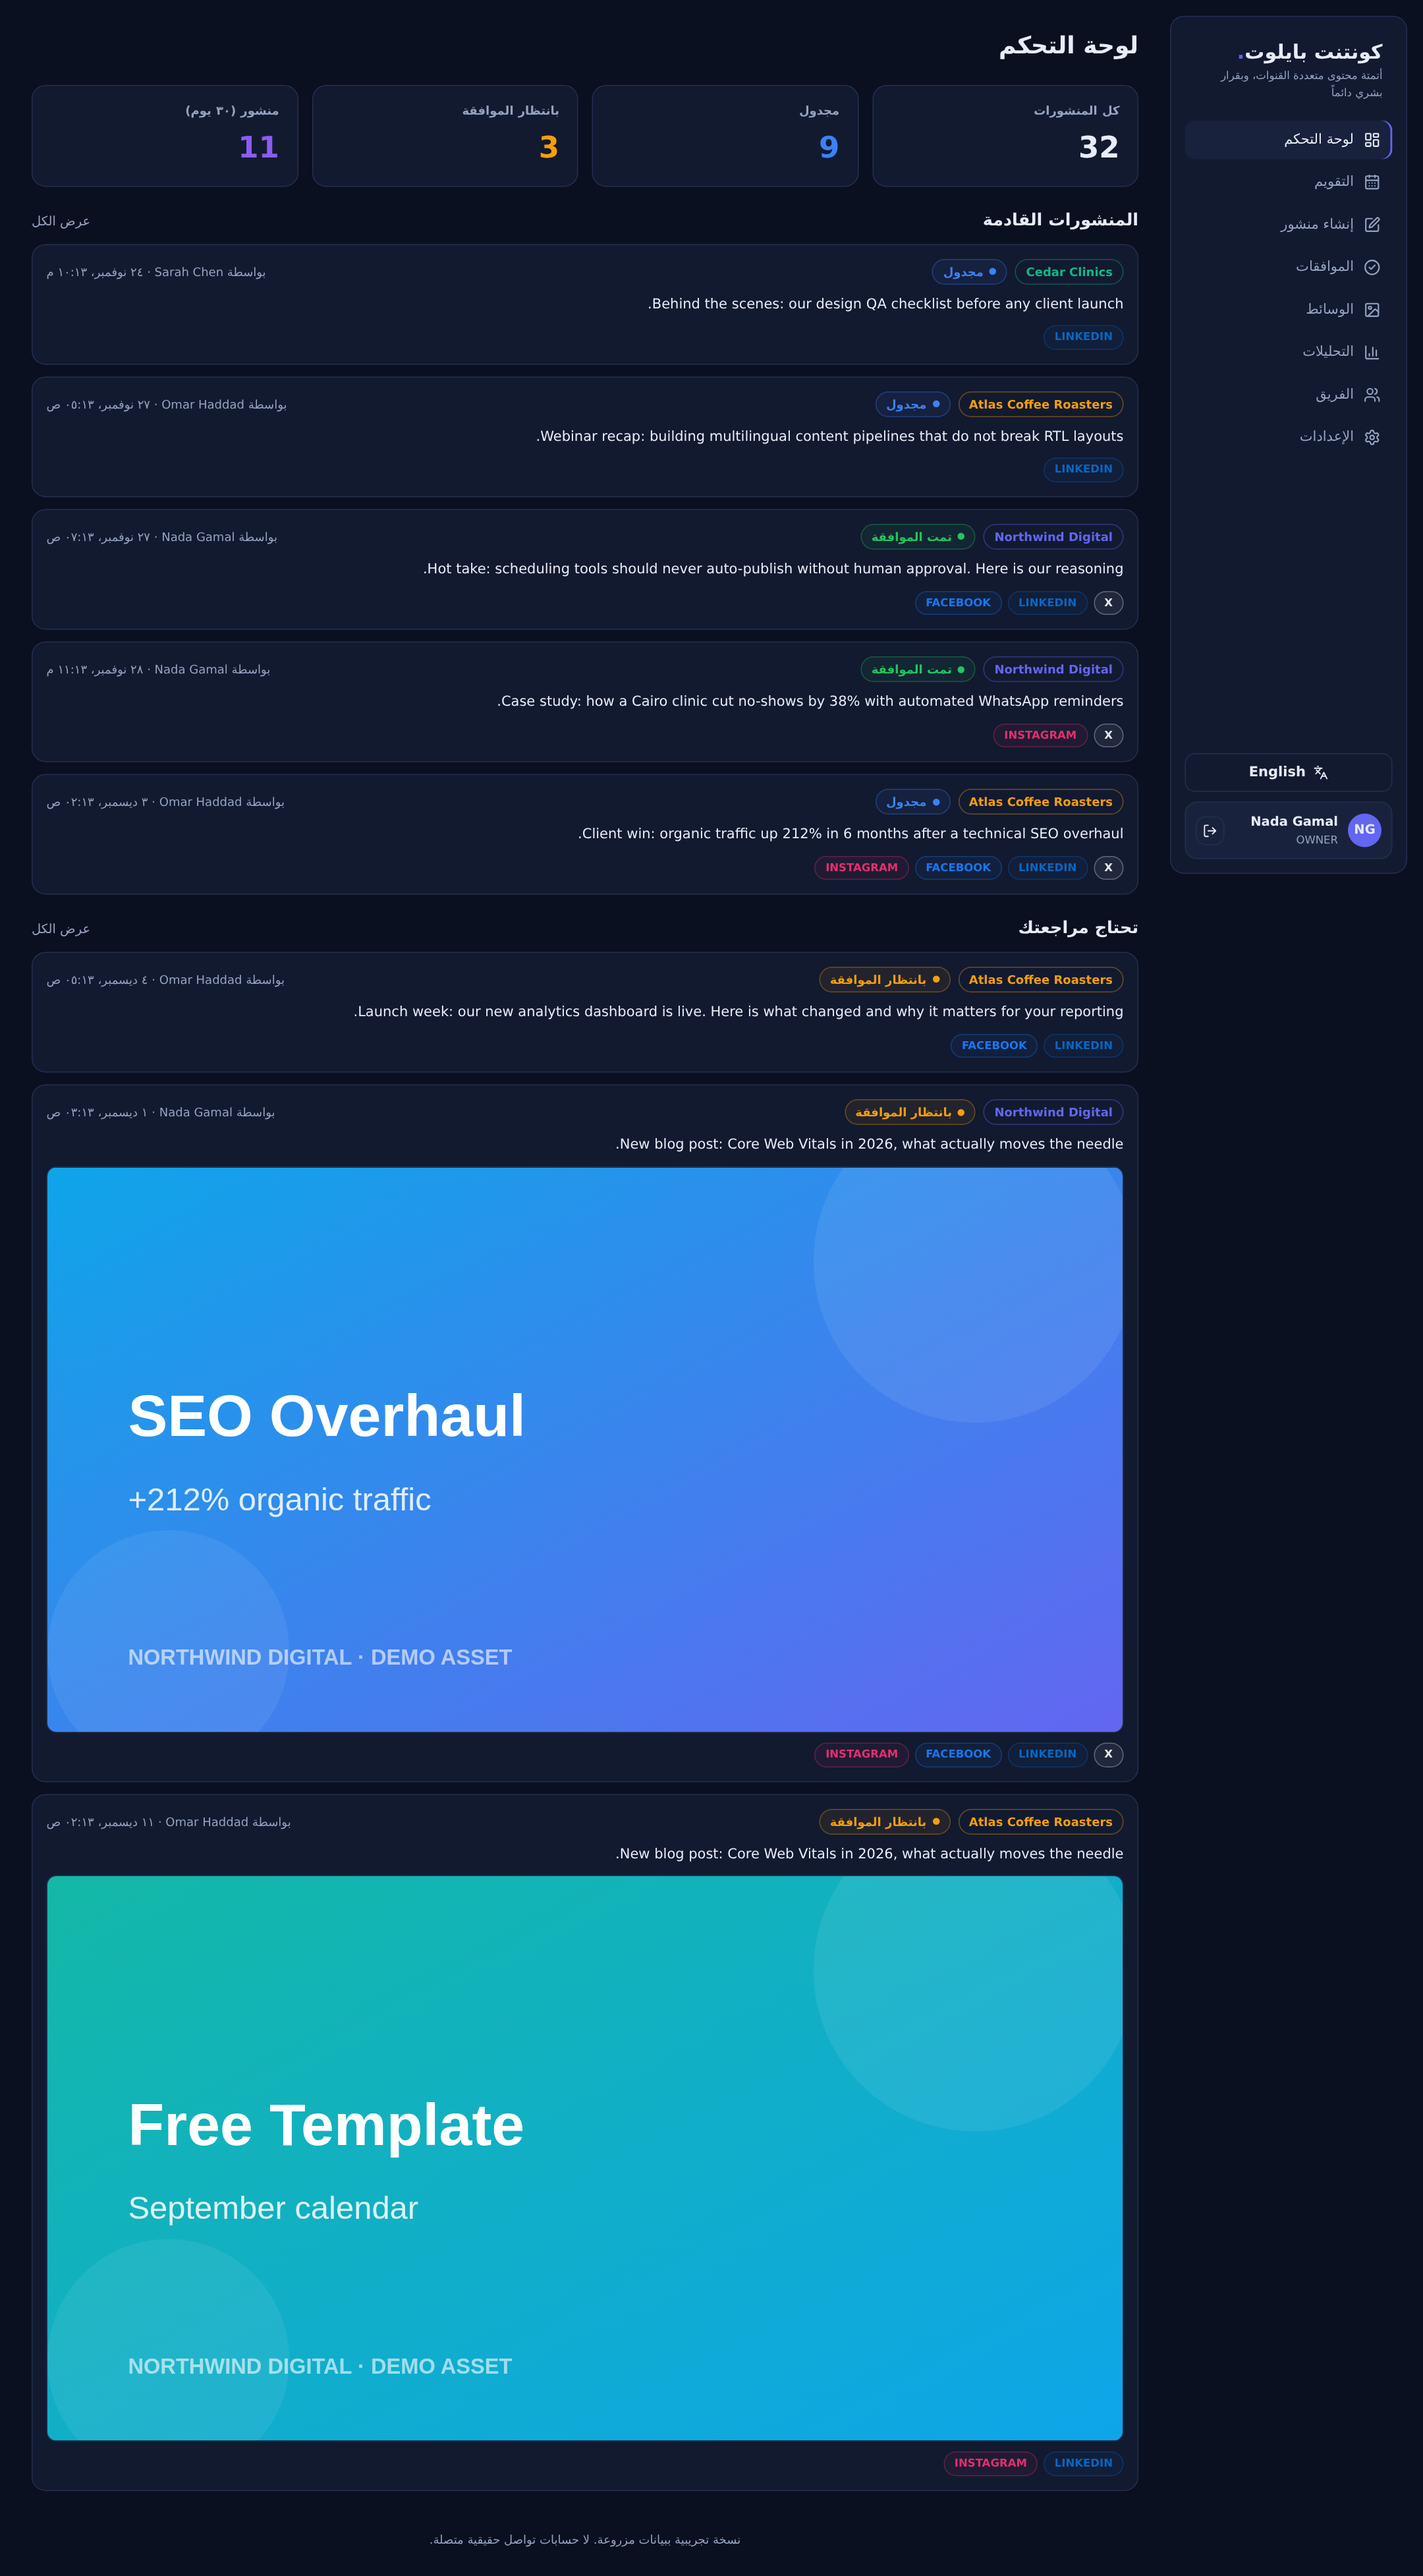 كونتنت بايلوت.
أتمتة محتوى متعددة القنوات، وبقرار
بشري دائماً
لوحة التحكم
التقويم
إنشاء منشور
الموافقات
الوسائط
التحليلات
الفريق
الإعدادات
English
NG
Nada Gamal
OWNER
لوحة التحكم
كل المنشورات
32
مجدول
9
بانتظار الموافقة
3
منشور (٣٠ يوم)
11
المنشورات القادمة
عرض الكل
Cedar Clinics
مجدول
بواسطة Sarah Chen · ٢٤ نوفمبر، ١٠:١٣ م
Behind the scenes: our design QA checklist before any client launch.
LINKEDIN
Atlas Coffee Roasters
مجدول
بواسطة Omar Haddad · ٢٧ نوفمبر، ٠٥:١٣ ص
Webinar recap: building multilingual content pipelines that do not break RTL layouts.
LINKEDIN
Northwind Digital
تمت الموافقة
بواسطة Nada Gamal · ٢٧ نوفمبر، ٠٧:١٣ ص
Hot take: scheduling tools should never auto-publish without human approval. Here is our reasoning.
X
LINKEDIN
FACEBOOK
Northwind Digital
تمت الموافقة
بواسطة Nada Gamal · ٢٨ نوفمبر، ١١:١٣ م
Case study: how a Cairo clinic cut no-shows by 38% with automated WhatsApp reminders.
X
INSTAGRAM
Atlas Coffee Roasters
مجدول
بواسطة Omar Haddad · ٣ ديسمبر، ٠٢:١٣ ص
Client win: organic traffic up 212% in 6 months after a technical SEO overhaul.
X
LINKEDIN
FACEBOOK
INSTAGRAM
تحتاج مراجعتك
عرض الكل
Atlas Coffee Roasters
بانتظار الموافقة
بواسطة Omar Haddad · ٤ ديسمبر، ٠٥:١٣ ص
Launch week: our new analytics dashboard is live. Here is what changed and why it matters for your reporting.
LINKEDIN
FACEBOOK
Northwind Digital
بانتظار الموافقة
بواسطة Nada Gamal · ١ ديسمبر، ٠٣:١٣ ص
New blog post: Core Web Vitals in 2026, what actually moves the needle.
SEO Overhaul
+212% organic traffic
NORTHWIND DIGITAL · DEMO ASSET
X
LINKEDIN
FACEBOOK
INSTAGRAM
Atlas Coffee Roasters
بانتظار الموافقة
بواسطة Omar Haddad · ١١ ديسمبر، ٠٢:١٣ ص
New blog post: Core Web Vitals in 2026, what actually moves the needle.
Free Template
September calendar
NORTHWIND DIGITAL · DEMO ASSET
LINKEDIN
INSTAGRAM
نسخة تجريبية ببيانات مزروعة. لا حسابات تواصل حقيقية متصلة.